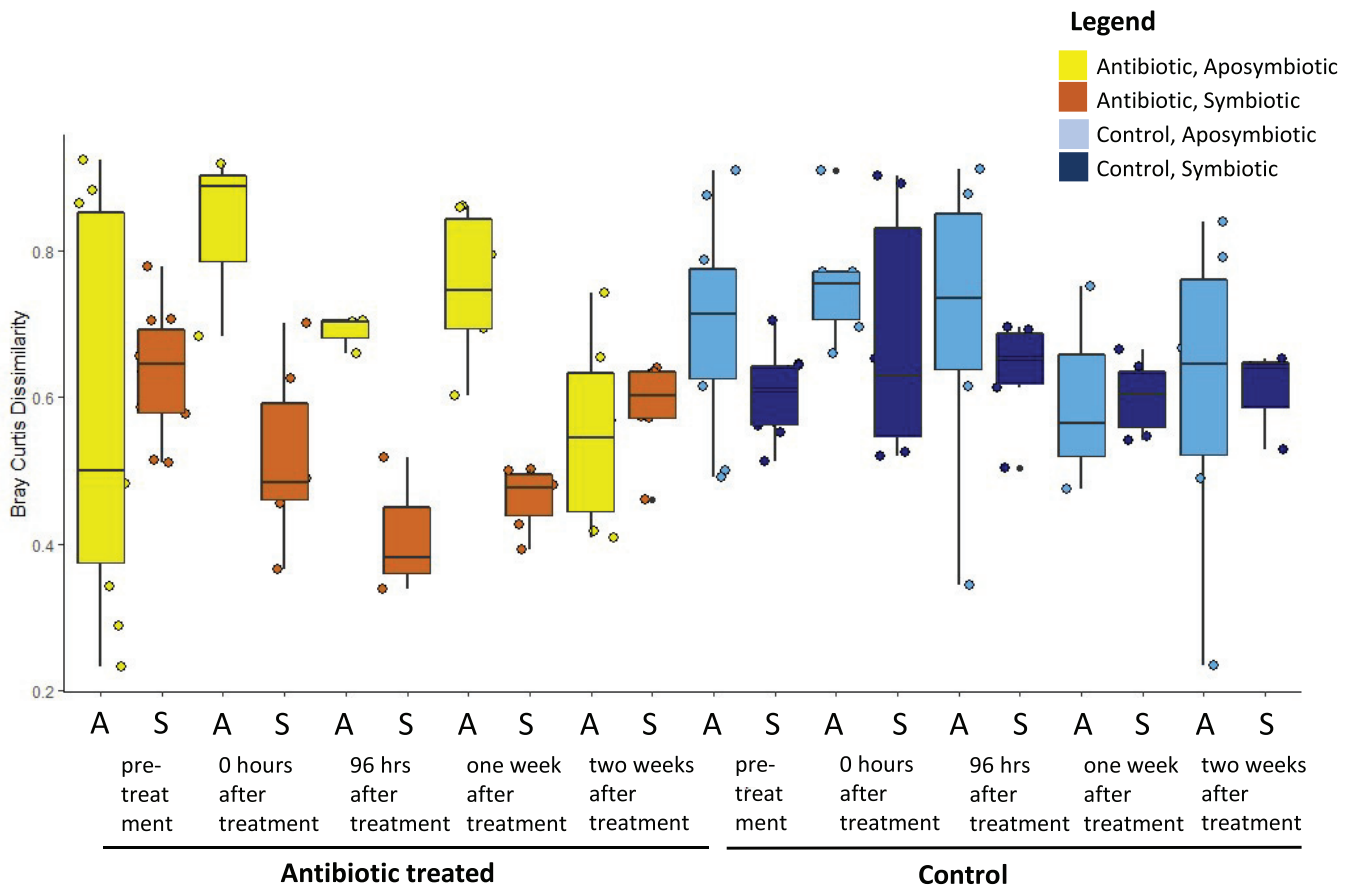 Legend
Antibiotic, Aposymbiotic
Antibiotic, Symbiotic
Control, Aposymbiotic
Control, Symbiotic
Bray Curtis Dissimilarity
0.8
0.6
0.4
0.2
A S A S A S A S A S A S A S A S A S A S
pre-
treat
ment
0 hours
after
treatment
96 hrs
after
treatment
one week
after
treatment
two weeks
after
treatment
pre-
treat
ment
0 hours
after
treatment
96 hrs
after
treatment
one week
after
treatment
two weeks
after
treatment
Antibiotic treated
Control